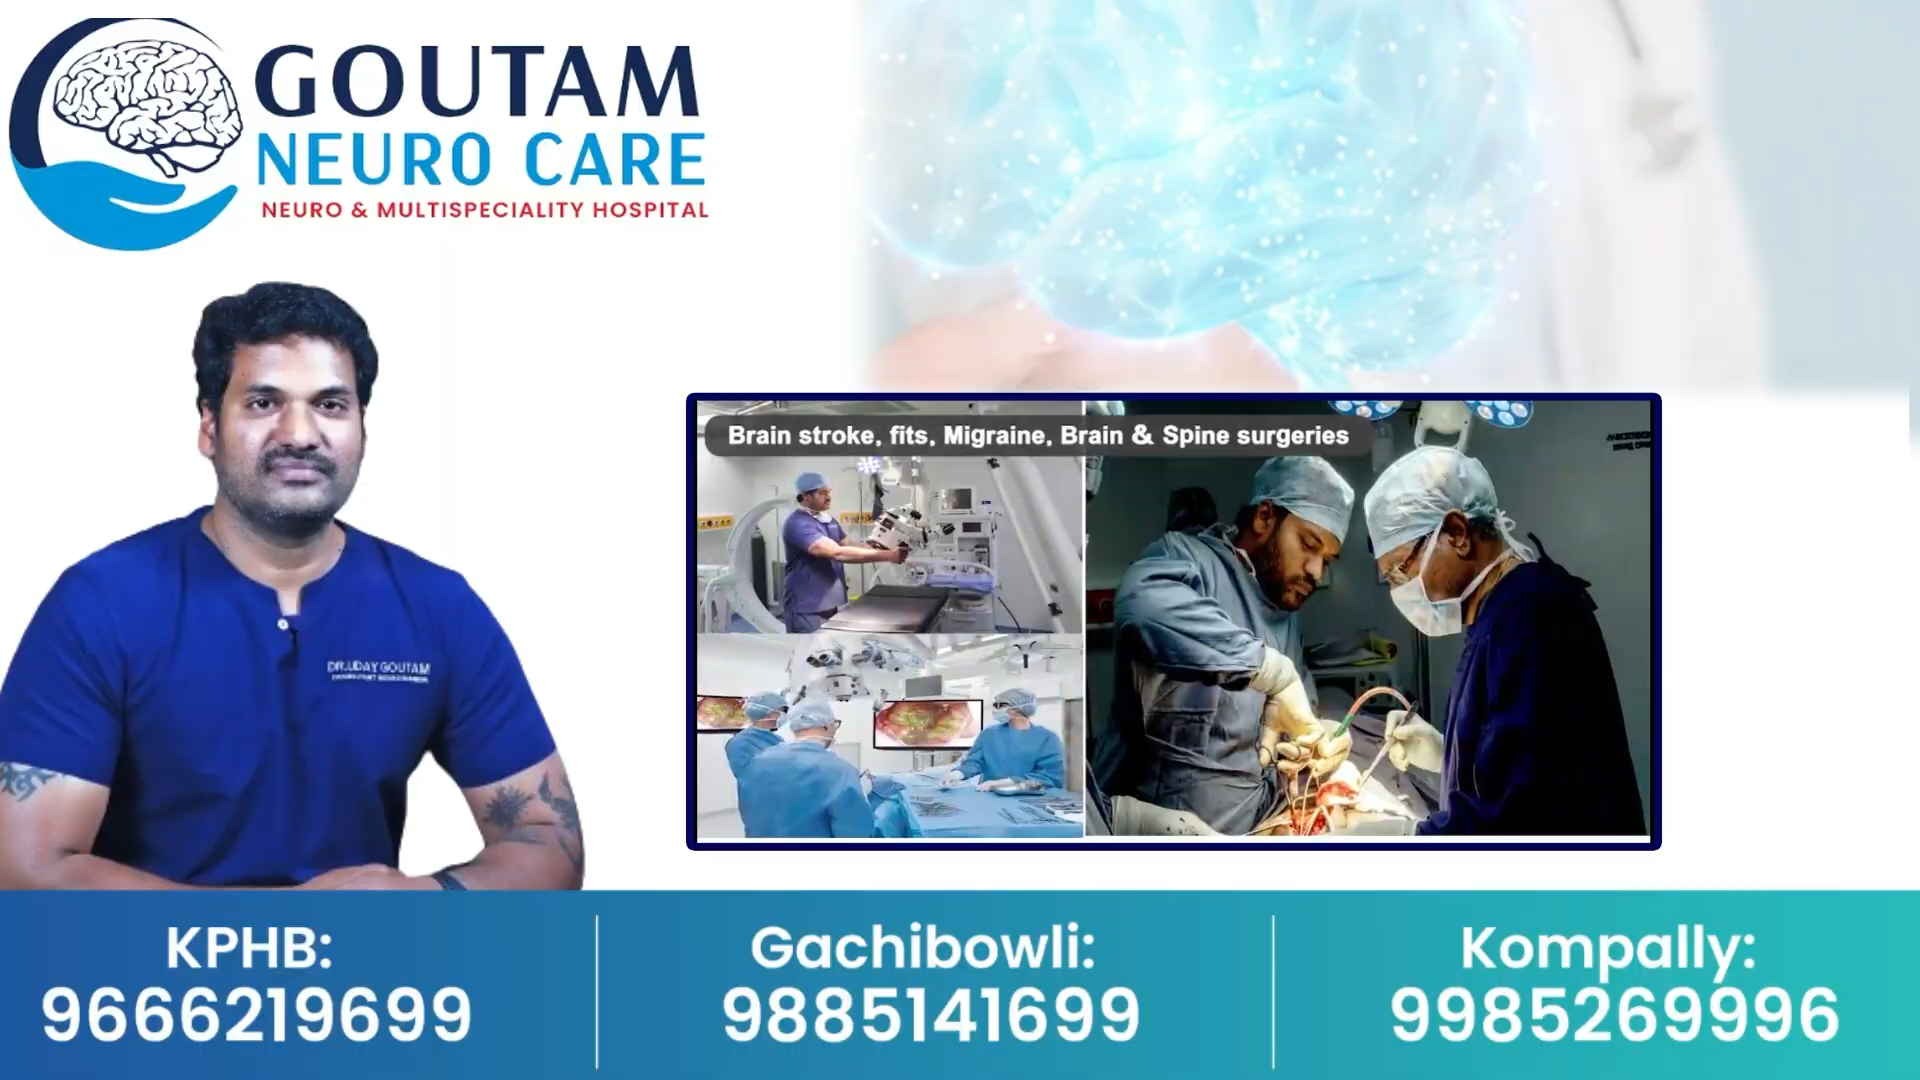 GOUTAM
NEURO CARE
NEURO & MULTISPECIALITY HOSPITAL
Brain stroke, fits, Migraine, Brain & Spine surgeries
DR.UDAY GOUTAM
KPHB:
9666219699
Gachibowli:
9885141699
Kompally:
9985269996